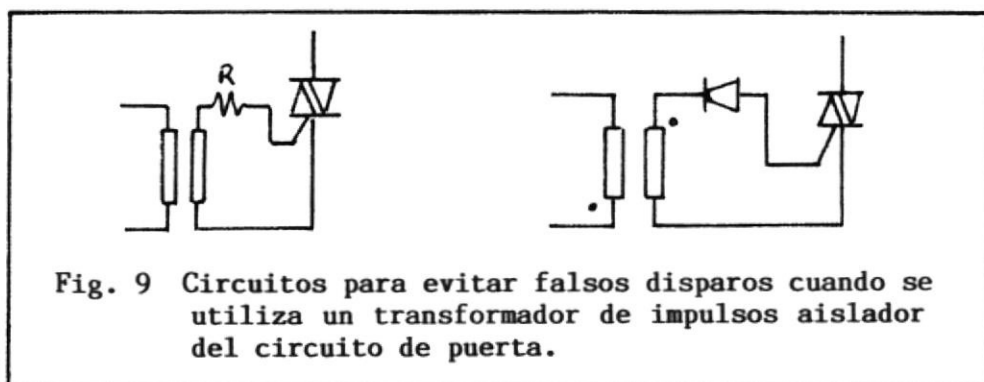 R
Fig. 9 Circuitos para evitar falsos disparos cuando se
utiliza un transformador de impulsos aislador
del circuito de puerta.